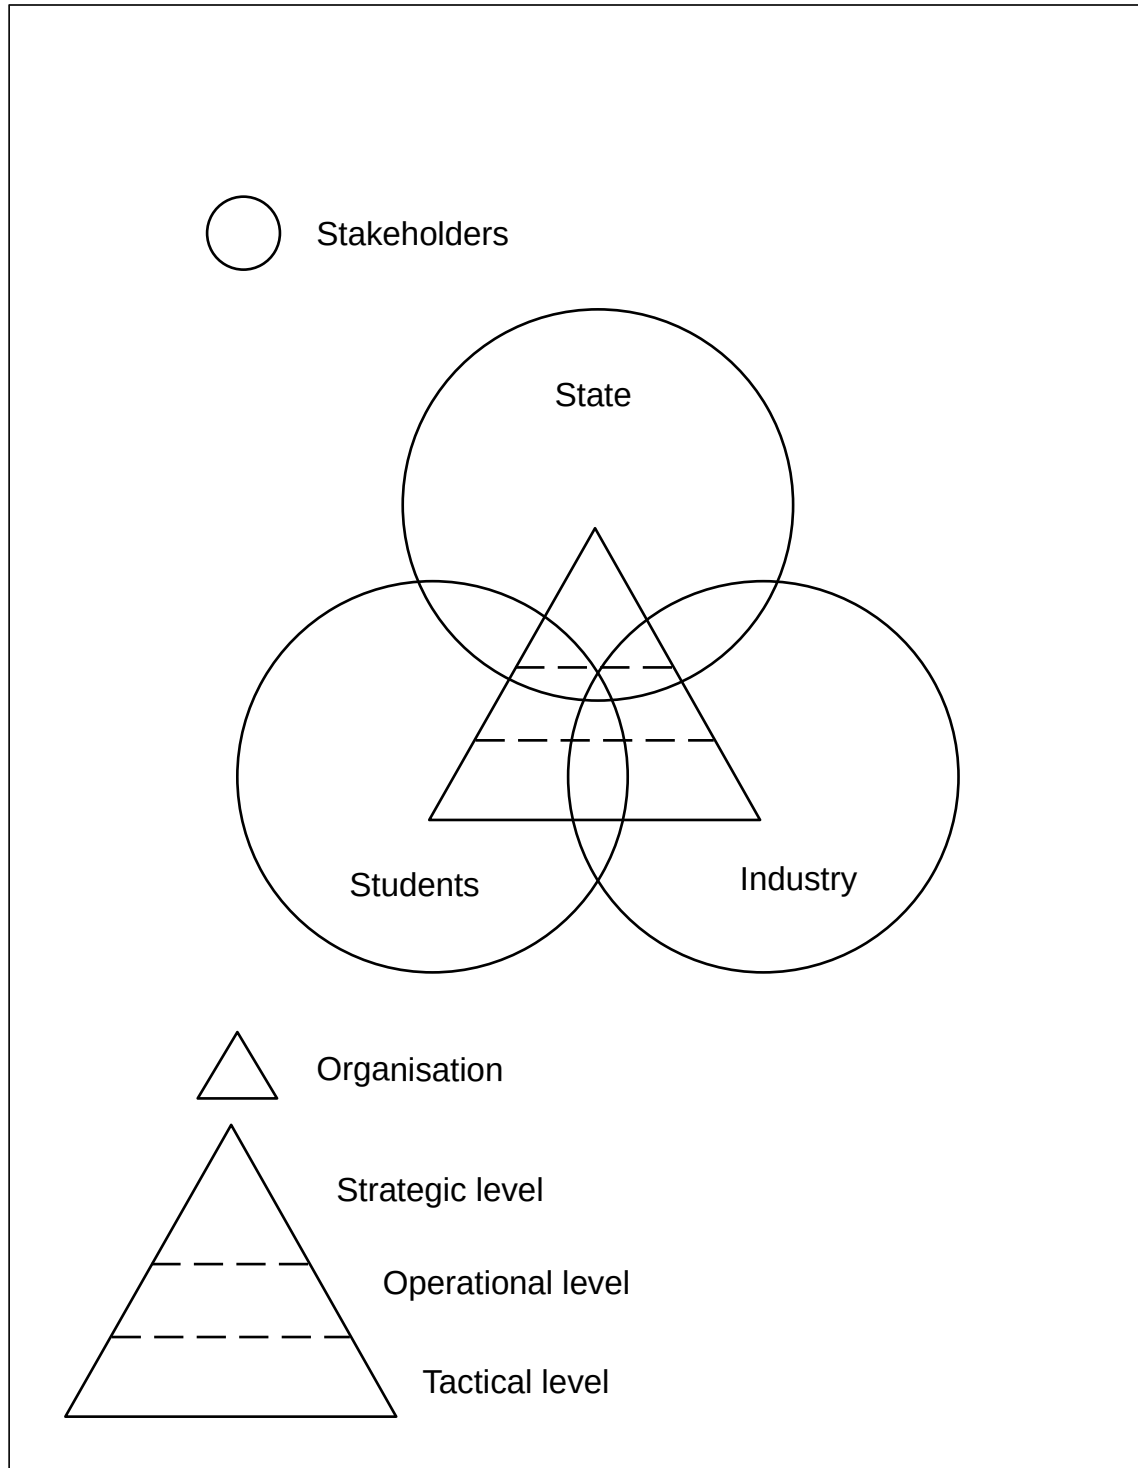 Stakeholders
State
Students
Industry
Organisation
Strategic level
Operational level
Tactical level